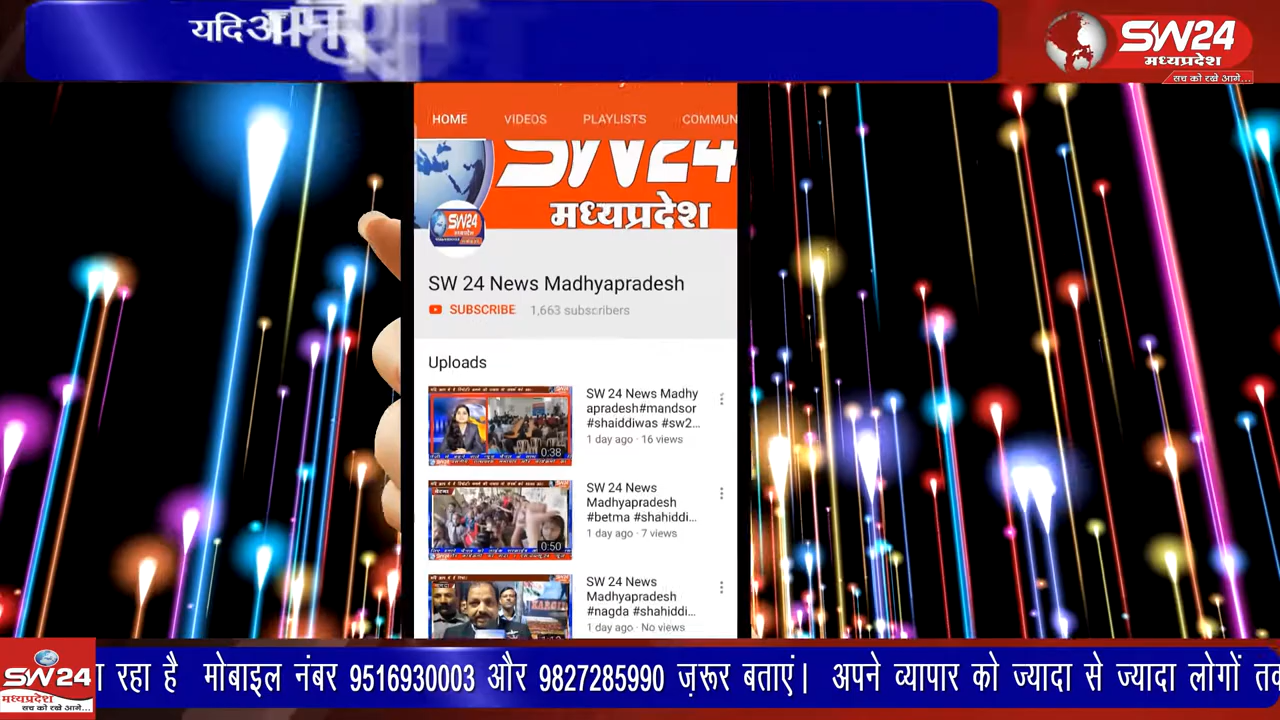 यदि
SW24
मध्यप्रदेश
सच को रखे आगे...
HOME VIDEOS PLAYLISTS COMMUN
SW24
मध्यप्रदेश
SW24
SW 24 News Madhyapradesh
SUBSCRIBE 1,663 subscribers
Uploads
SW 24 News Madhy
apradesh#mandsor
#shaiddiwas #sw2...
1 day ago · 16 views
0:38
SW 24 News
Madhyapradesh
#betma #shahiddi...
1 day ago · 7 views
0:50
SW 24 News
Madhyapradesh
#nagda #shahiddi...
1 day ago · No views
SW24
मध्यप्रदेश
सच को रखे आगे...
रहा है मोबाइल नंबर 9516930003 और 9827285990 ज़रूर बताएं। अपने व्यापार को ज्यादा से ज्यादा लोगों